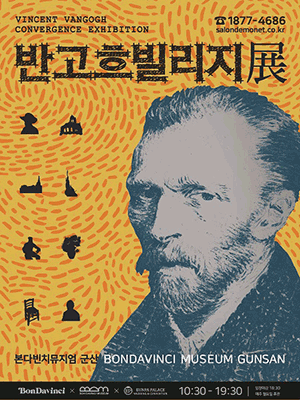 VINCENT VANGOGH
CONVERGENCE EXHIBITION
☎1877-4686
salondemonet.co.kr
반고흐빌리지展
본다빈치뮤지엄 군산 BONDAVINCI MUSEUM GUNSAN
BonDavinci × × 10:30 - 19:30